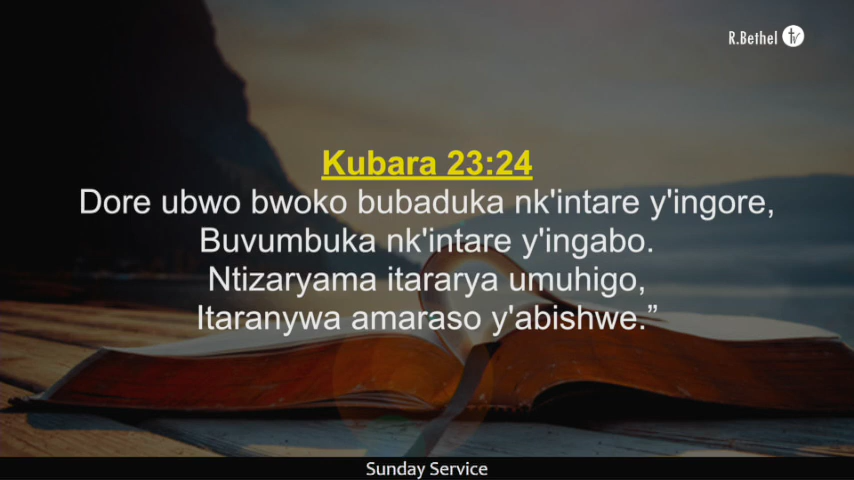 R.Bethel tv
Kubara 23:24
Dore ubwo bwoko bubaduka nk'intare y'ingore,
Buvumbuka nk'intare y'ingabo.
Ntizaryama itararya umuhigo,
Itaranywa amaraso y'abishwe.”
Sunday Service